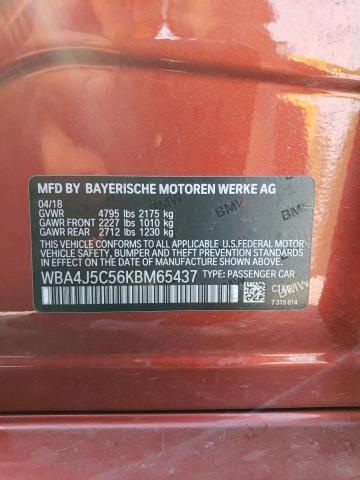 MFD BY BAYERISCHE MOTOREN WERKE AG
04/18
GVWR 4795 lbs 2175 kg
GAWR FRONT 2227 lbs 1010 kg
GAWR REAR 2712 lbs 1230 kg
THIS VEHICLE CONFORMS TO ALL APPLICABLE U.S. FEDERAL MOTOR
VEHICLE SAFETY, BUMPER, AND THEFT PREVENTION STANDARDS
IN EFFECT ON THE DATE OF MANUFACTURE SHOWN ABOVE.
WBA4J5C56KBM65437 TYPE: PASSENGER CAR
7 315 814